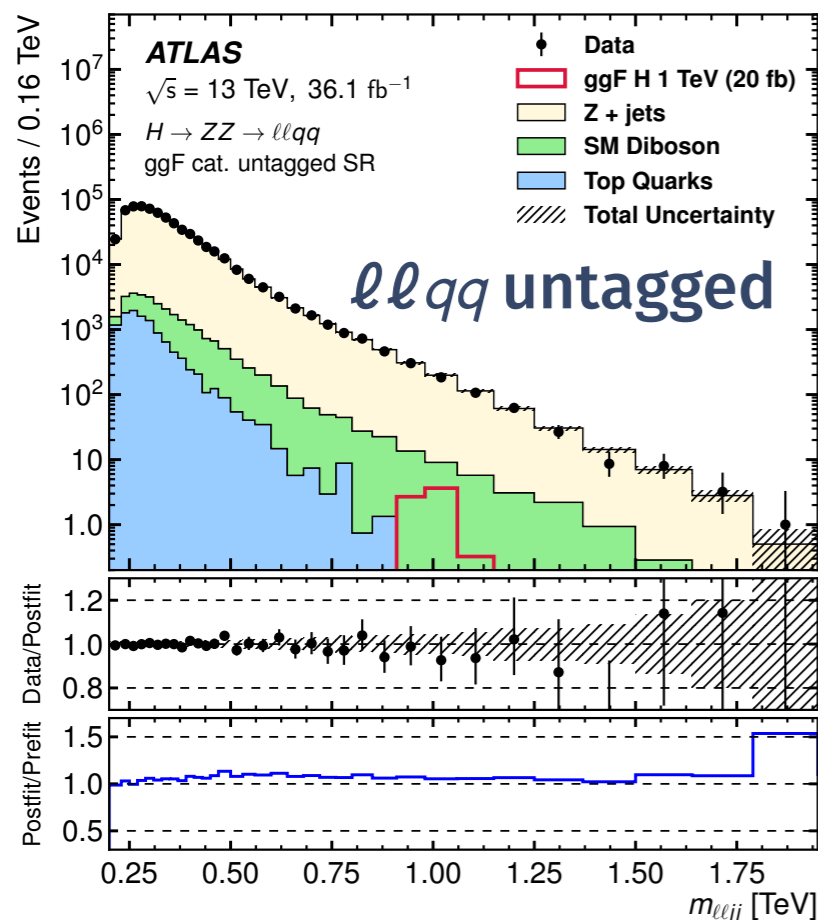 ATLAS
√s = 13 TeV, 36.1 fb⁻¹
H → ZZ → ℓℓqq
ggF cat. untagged SR
Data
ggF H 1 TeV (20 fb)
Z + jets
SM Diboson
Top Quarks
Total Uncertainty
ℓℓqq untagged
Events / 0.16 TeV
10⁷
10⁶
10⁵
10⁴
10³
10²
10
1.0
Data/Postfit
1.2
1.0
0.8
Postfit/Prefit
1.5
1.0
0.5
0.25 0.50 0.75 1.00 1.25 1.50 1.75
mℓℓjj [TeV]